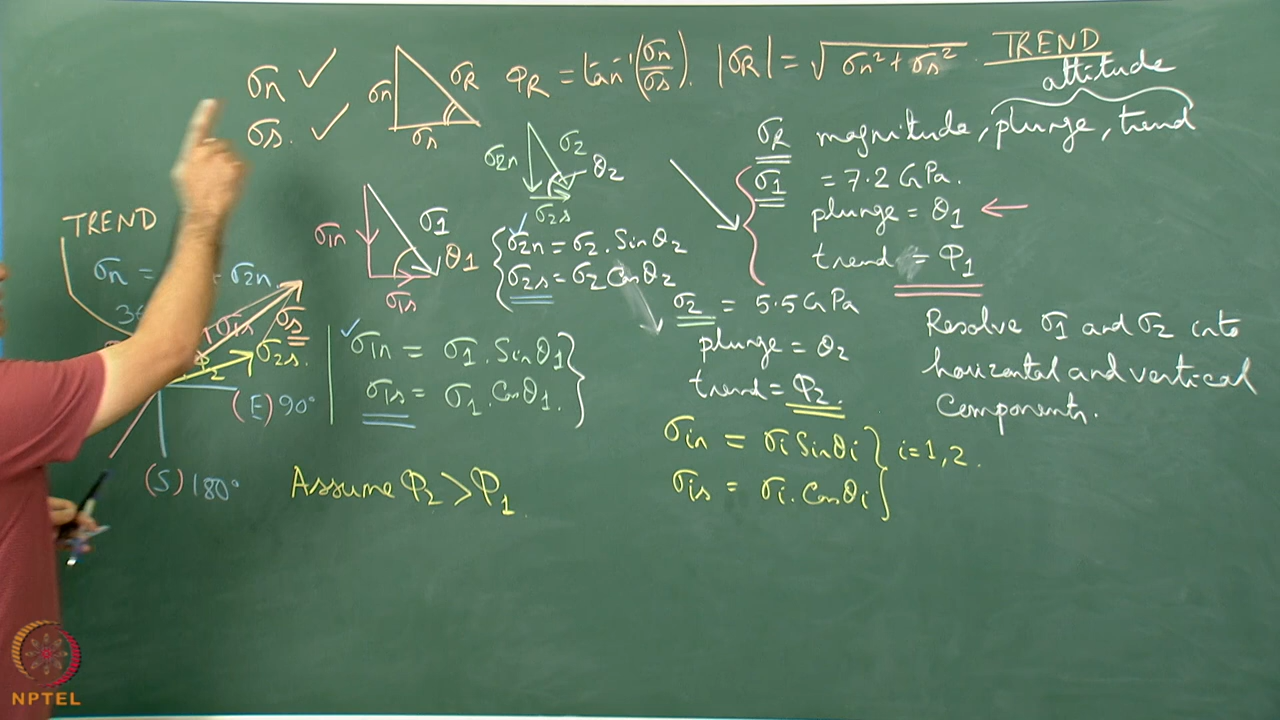 σn ✓
σs. ✓
σn σR
σs
φR = tan⁻¹(σn/σs). |σR| = √(σn² + σs²)
TREND
attitude
σR magnitude, plunge, trend
σ1 = 7.2 GPa.
plunge = θ1 ←
trend = φ1
σ2n σ2 θ2
σ2s
σ1n σ1 θ1
σ1s
σ2n = σ2. Sinθ2
σ2s = σ2 Cosθ2
TREND
σn = σ2n
σ1s σs
σ2s.
φ2
(E) 90°
(S) 180°
σ1n = σ1. Sinθ1
σ1s = σ1. Cosθ1.
σ2 = 5.5 GPa
plunge = θ2
trend = φ2.
Resolve σ1 and σ2 into
horizontal and vertical
Components.
σin = σi Sinθi } i=1,2.
σis = σi. Cosθi
Assume φ2 > φ1
NPTEL